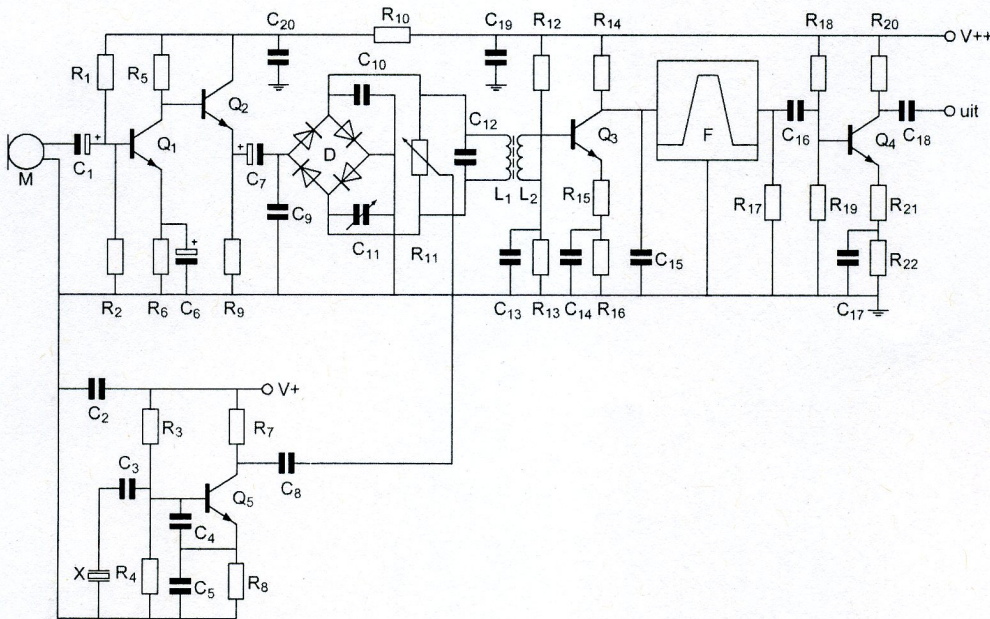 C20 R10 C19 R12 R14 R18 R20
V++
R1 R5 C10
Q2 C12 Q3 F C16 uit
M C1 Q1 D Q4 C18
C7 L1 L2 R15
C9 R17 R19 R21
C11 R11
C15 R22
R2 R6 C6 R9 C13 R13 C14 R16 C17
V+
C2 R3 R7
C3 C8
Q5
C4
X R4 C5 R8